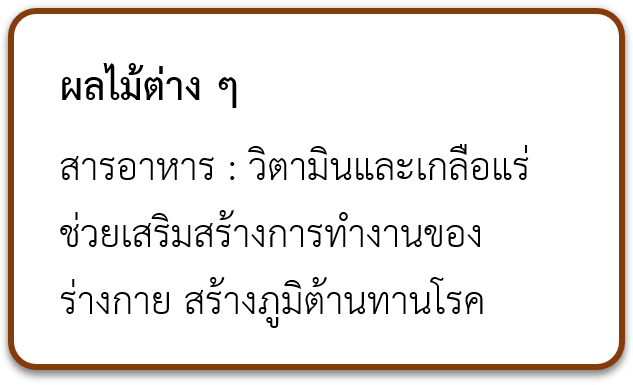 ผลไม้ต่าง ๆ
สารอาหาร : วิตามินและเกลือแร่
ช่วยเสริมสร้างการทำงานของ
ร่างกาย สร้างภูมิต้านทานโรค